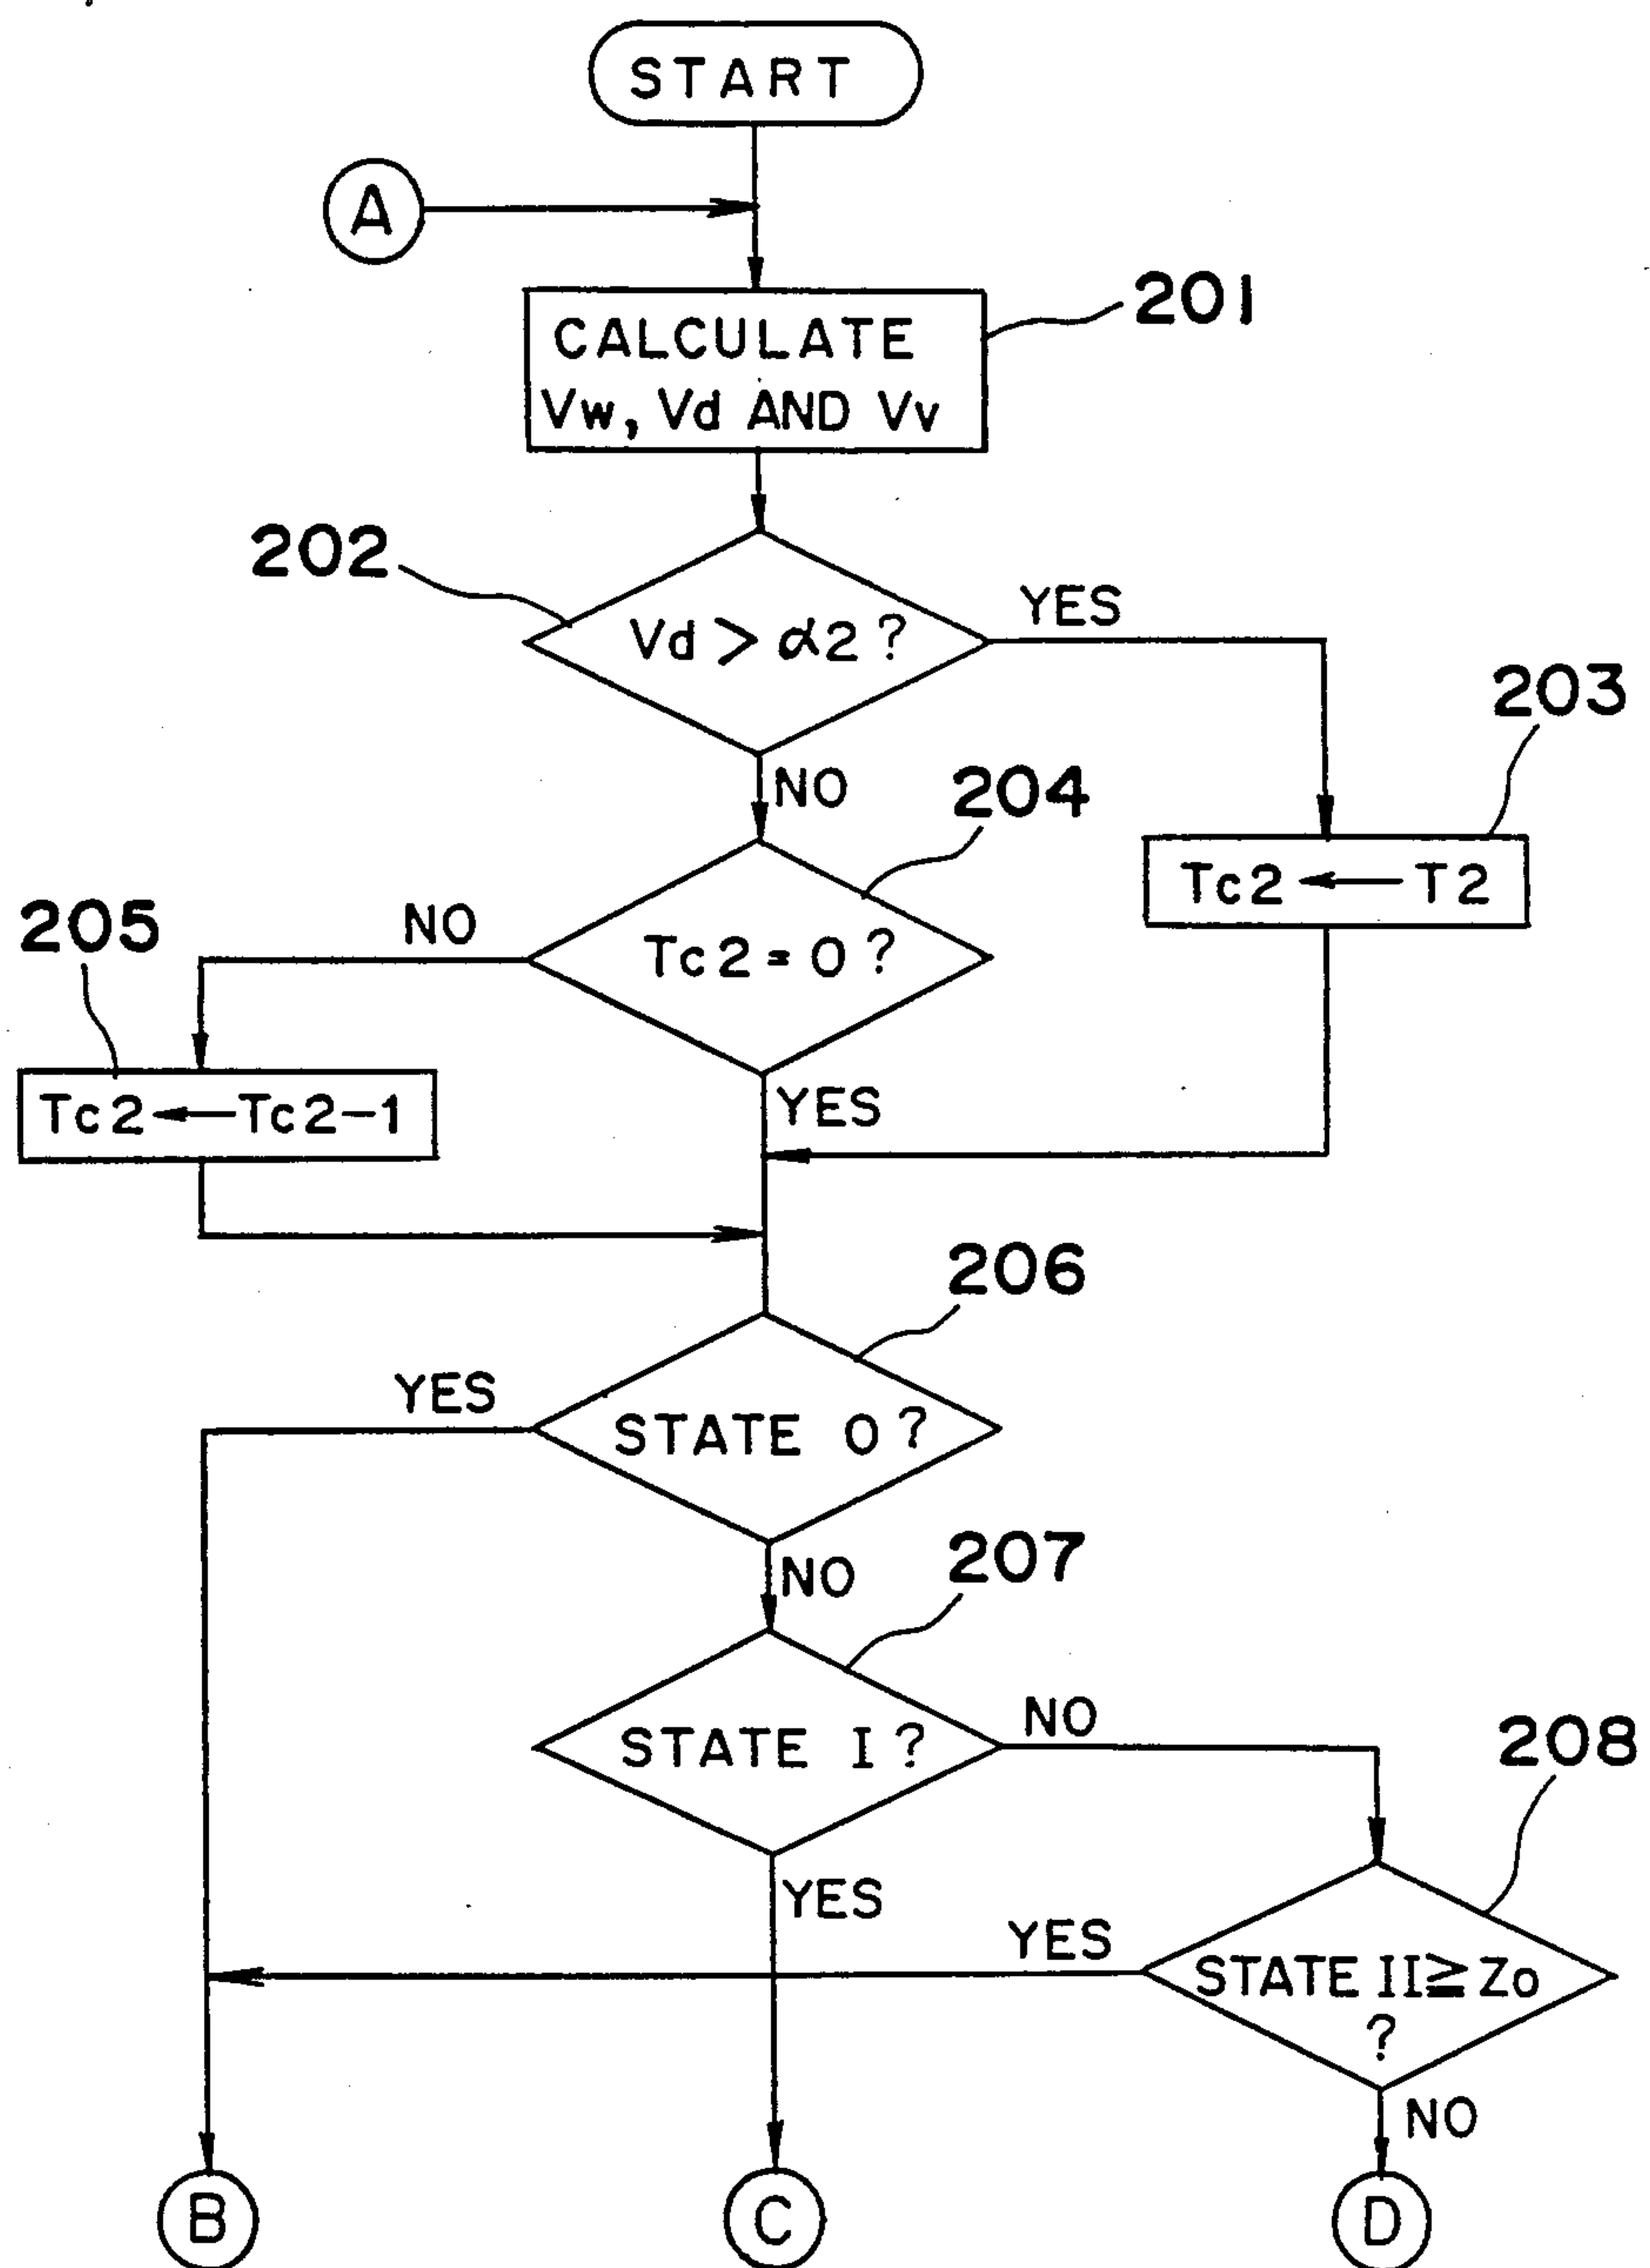 START
A
201
CALCULATE
Vw, Vd AND Vv
202
Vd > α2 ?
YES
203
NO
204
Tc2 ← T2
205
NO
Tc2 = 0 ?
Tc2 ← Tc2-1
YES
206
YES
STATE 0 ?
NO
207
STATE I ?
NO
208
YES
YES
STATE II ≧ Zo
?
NO
B
C
D